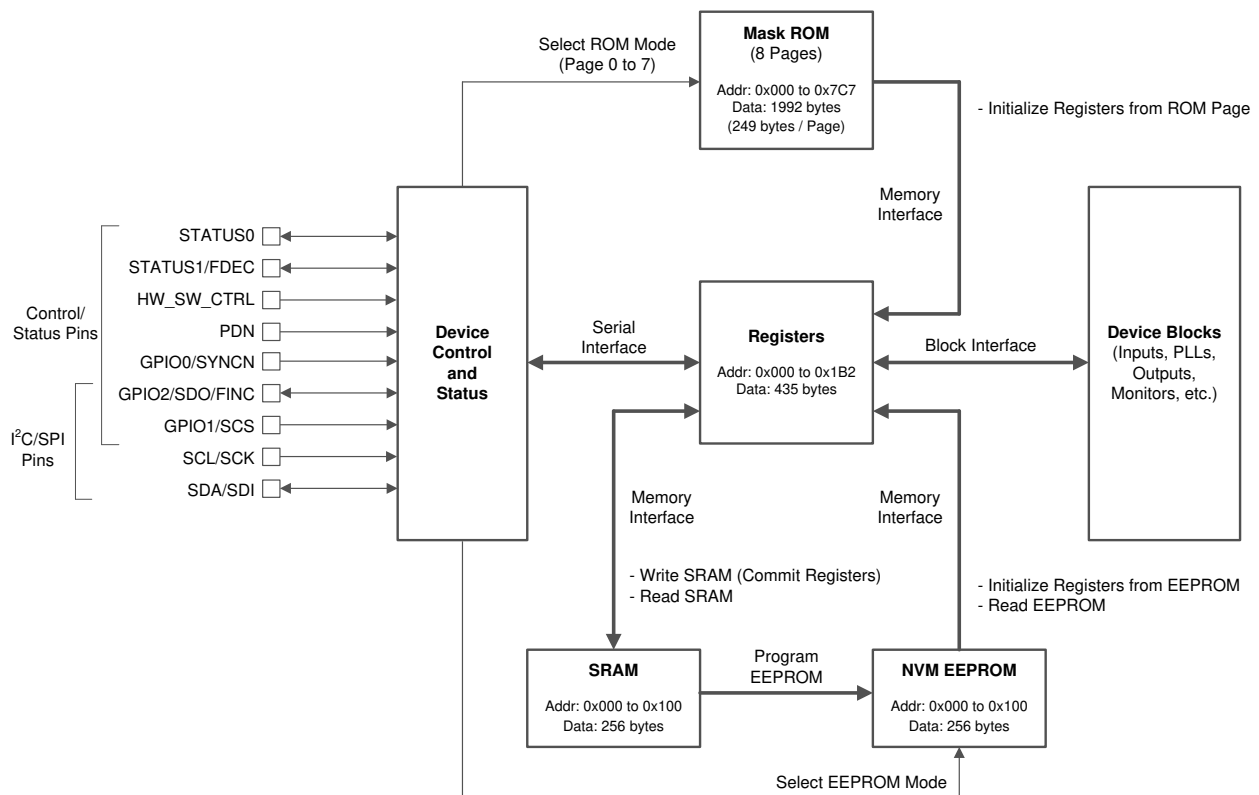 Mask ROM
(8 Pages)
Addr: 0x000 to 0x7C7
Data: 1992 bytes
(249 bytes / Page)
Select ROM Mode
(Page 0 to 7)
- Initialize Registers from ROM Page
Memory
Interface
Control/
Status Pins
I²C/SPI
Pins
STATUS0
STATUS1/FDEC
HW_SW_CTRL
PDN
GPIO0/SYNCN
GPIO2/SDO/FINC
GPIO1/SCS
SCL/SCK
SDA/SDI
Device
Control
and
Status
Serial
Interface
Registers
Addr: 0x000 to 0x1B2
Data: 435 bytes
Block Interface
Device Blocks
(Inputs, PLLs,
Outputs,
Monitors, etc.)
Memory
Interface
- Write SRAM (Commit Registers)
- Read SRAM
Memory
Interface
- Initialize Registers from EEPROM
- Read EEPROM
SRAM
Addr: 0x000 to 0x100
Data: 256 bytes
Program
EEPROM
NVM EEPROM
Addr: 0x000 to 0x100
Data: 256 bytes
Select EEPROM Mode